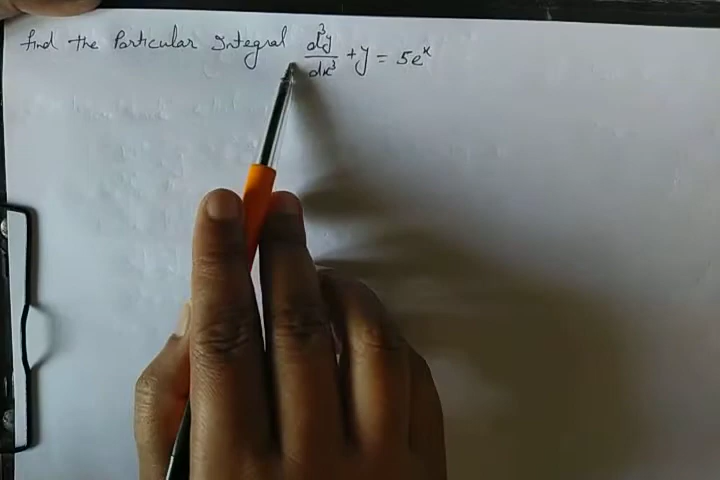 find the Particular Integral d³y/dx³ + y = 5eˣ